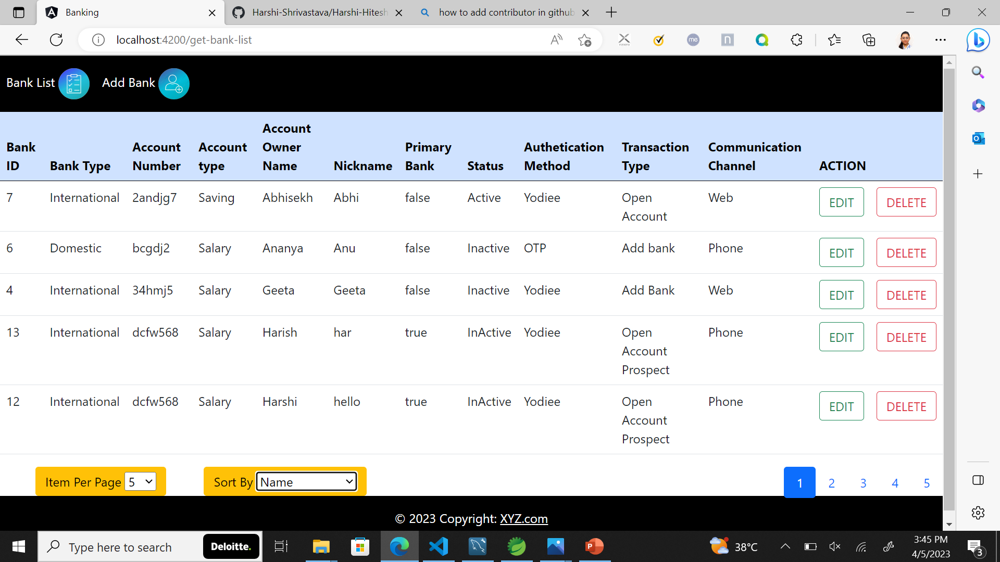 Banking
Harshi-Shrivastava/Harshi-Hitesh
how to add contributor in github
localhost:4200/get-bank-list
Bank List
Add Bank
Bank ID
Bank Type
Account Number
Account type
Account Owner Name
Nickname
Primary Bank
Status
Authetication Method
Transaction Type
Communication Channel
ACTION
7 International 2andjg7 Saving Abhisekh Abhi false Active Yodiee Open Account Web EDIT DELETE
6 Domestic bcgdj2 Salary Ananya Anu false Inactive OTP Add bank Phone EDIT DELETE
4 International 34hmj5 Salary Geeta Geeta false Inactive Yodiee Add Bank Web EDIT DELETE
13 International dcfw568 Salary Harish har true InActive Yodiee Open Account Prospect Phone EDIT DELETE
12 International dcfw568 Salary Harshi hello true InActive Yodiee Open Account Prospect Phone EDIT DELETE
Item Per Page 5
Sort By Name
1 2 3 4 5
© 2023 Copyright: XYZ.com
Type here to search
Deloitte.
38°C
3:45 PM
4/5/2023
3